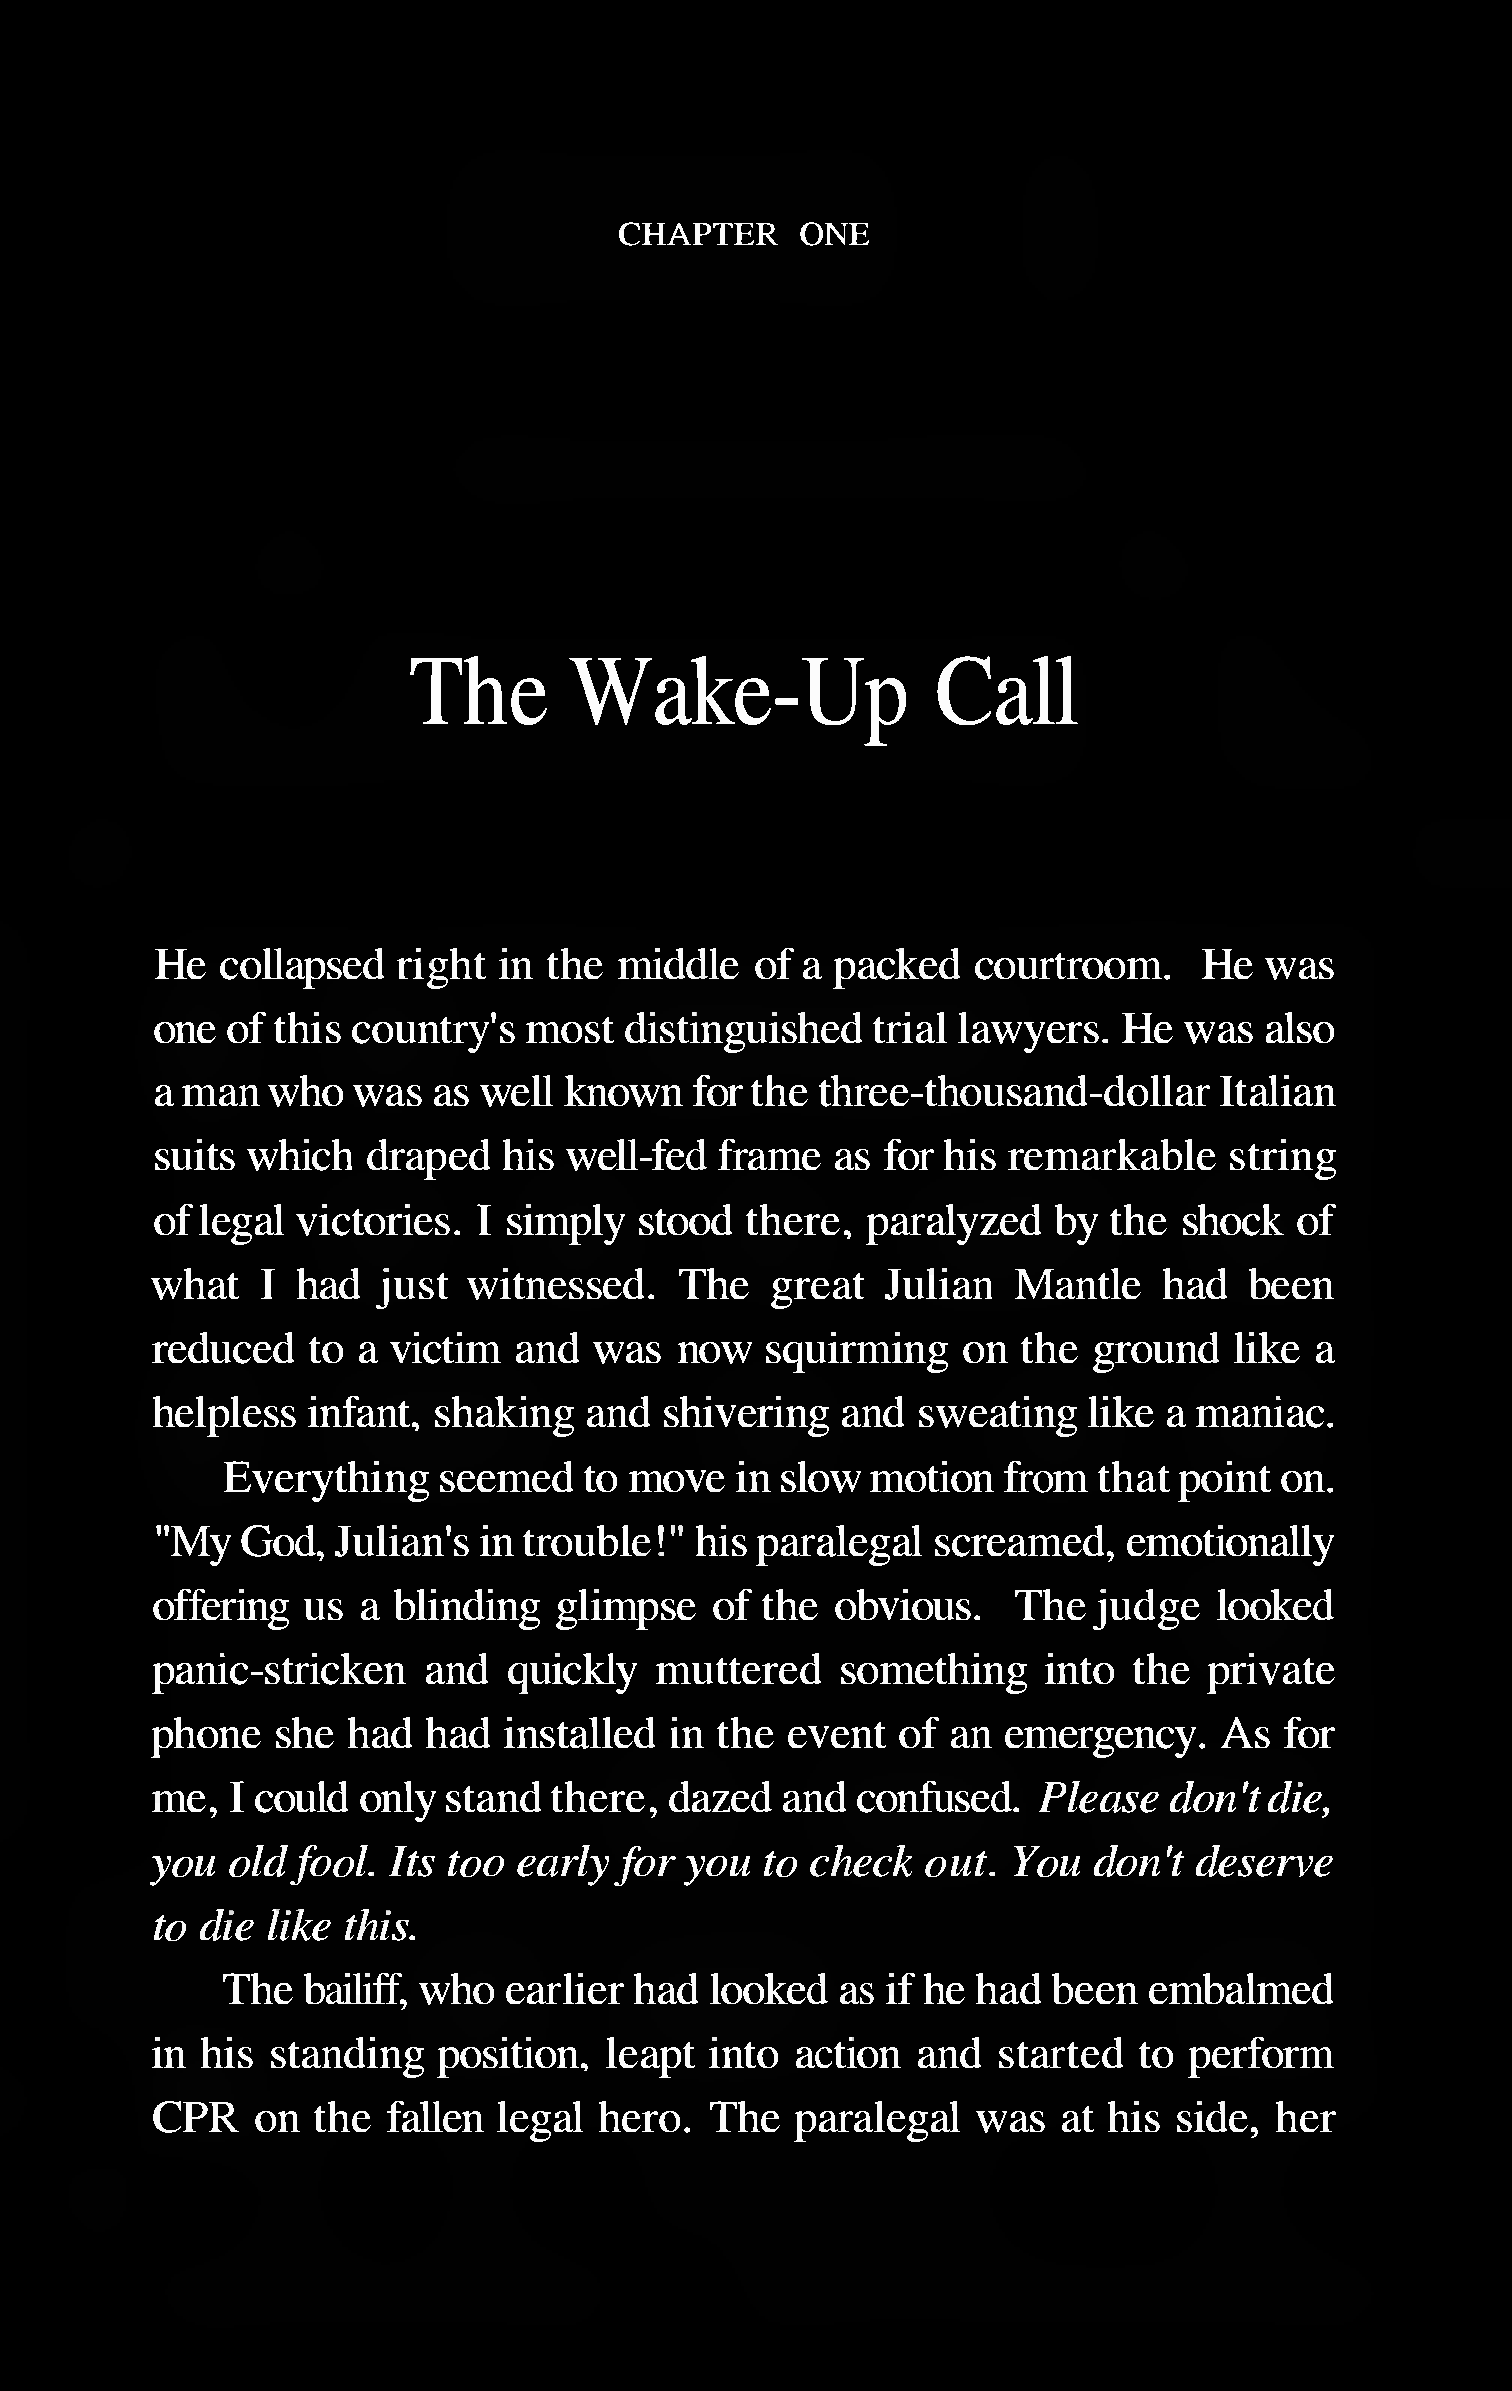 CHAPTER ONE
The Wake-Up Call
He collapsed right in the middle of a packed courtroom. He was
one of this country's most distinguished trial lawyers. He was also
a man who was as well known for the three-thousand-dollar Italian
suits which draped his well-fed frame as for his remarkable string
of legal victories. I simply stood there, paralyzed by the shock of
what I had just witnessed. The great Julian Mantle had been
reduced to a victim and was now squirming on the ground like a
helpless infant, shaking and shivering and sweating like a maniac.
Everything seemed to move in slow motion from that point on.
"My God, Julian's in trouble!" his paralegal screamed, emotionally
offering us a blinding glimpse of the obvious. The judge looked
panic-stricken and quickly muttered something into the private
phone she had had installed in the event of an emergency. As for
me, I could only stand there, dazed and confused. Please don't die,
you old fool. Its too early for you to check out. You don't deserve
to die like this.
The bailiff, who earlier had looked as if he had been embalmed
in his standing position, leapt into action and started to perform
CPR on the fallen legal hero. The paralegal was at his side, her